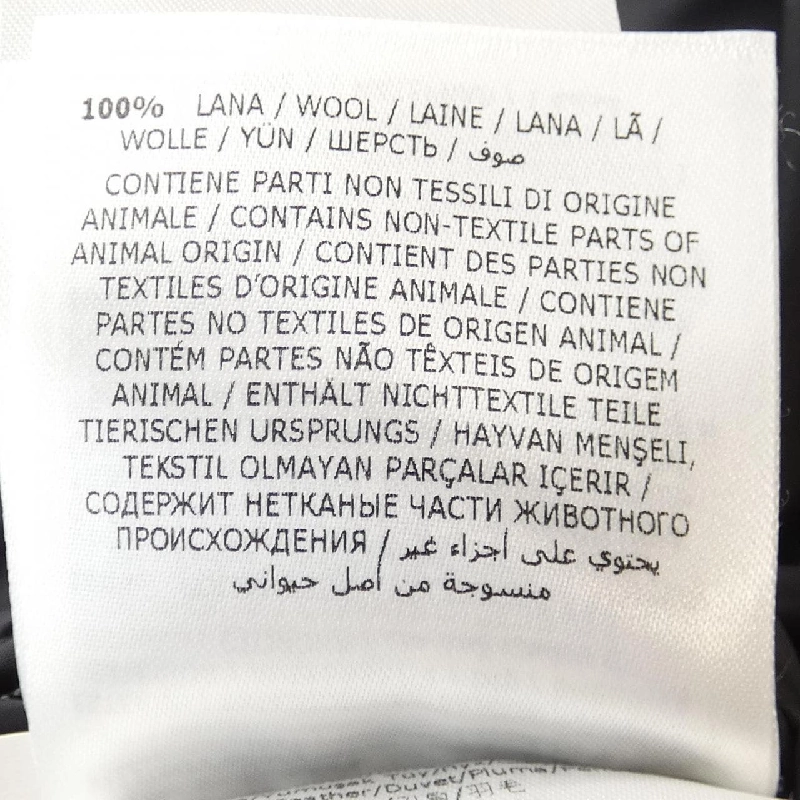 100% LANA / WOOL / LAINE / LANA / LÃ /
WOLLE / YÜN / ШЕРСТЬ / صوف
CONTIENE PARTI NON TESSILI DI ORIGINE
ANIMALE / CONTAINS NON-TEXTILE PARTS OF
ANIMAL ORIGIN / CONTIENT DES PARTIES NON
TEXTILES D'ORIGINE ANIMALE / CONTIENE
PARTES NO TEXTILES DE ORIGEN ANIMAL /
CONTÉM PARTES NÃO TÊXTEIS DE ORIGEM
ANIMAL / ENTHÄLT NICHTTEXTILE TEILE
TIERISCHEN URSPRUNGS / HAYVAN MENŞELİ,
TEKSTIL OLMAYAN PARÇALAR IÇERIR /
СОДЕРЖИТ НЕТКАНЫЕ ЧАСТИ ЖИВОТНОГО
ПРОИСХОЖДЕНИЯ / يحتوي على أجزاء غير
منسوجة من أصل حيواني
/Duvet/Pluma/